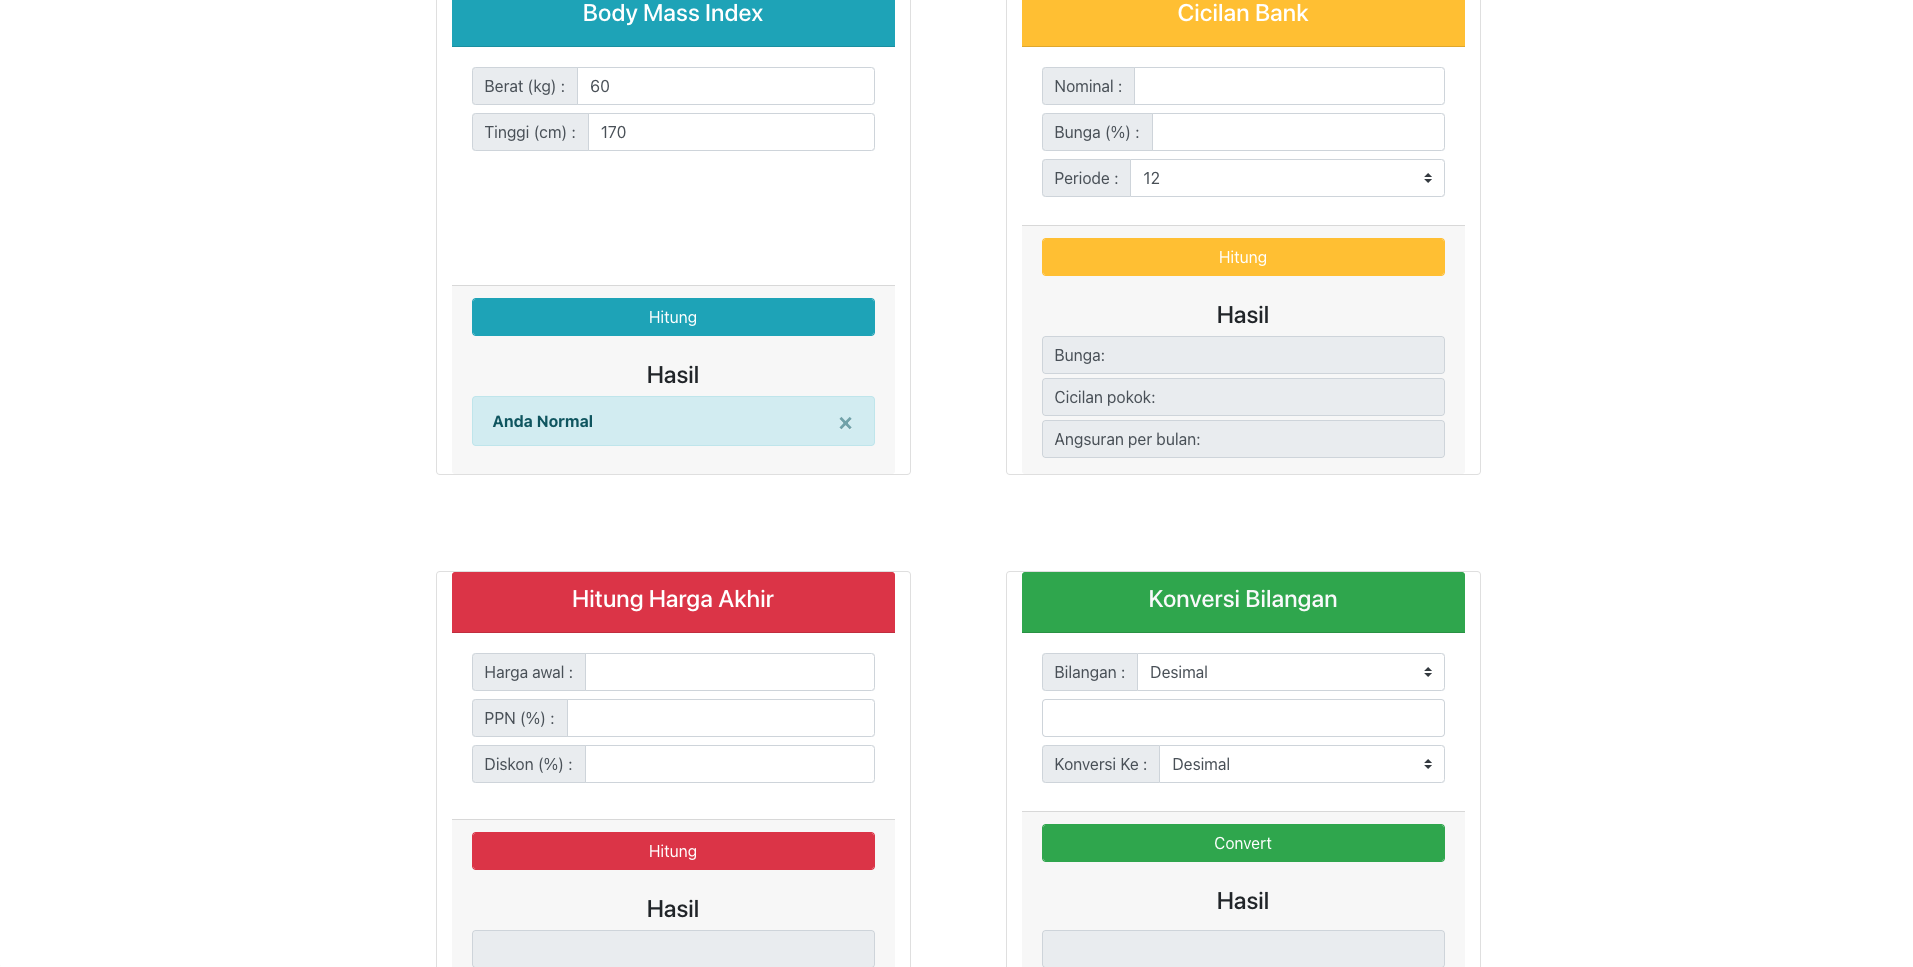 Body Mass Index
Berat (kg) : 60
Tinggi (cm) : 170
Hitung
Hasil
Anda Normal ×
Cicilan Bank
Nominal :
Bunga (%) :
Periode : 12
Hitung
Hasil
Bunga:
Cicilan pokok:
Angsuran per bulan:
Hitung Harga Akhir
Harga awal :
PPN (%) :
Diskon (%) :
Hitung
Hasil
Konversi Bilangan
Bilangan : Desimal
Konversi Ke : Desimal
Convert
Hasil